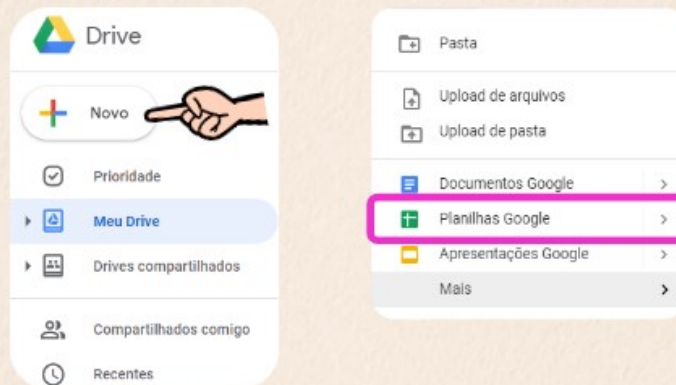 Drive
Novo
Prioridade
Meu Drive
Drives compartilhados
Compartilhados comigo
Recentes
Pasta
Upload de arquivos
Upload de pasta
Documentos Google
Planilhas Google
Apresentações Google
Mais